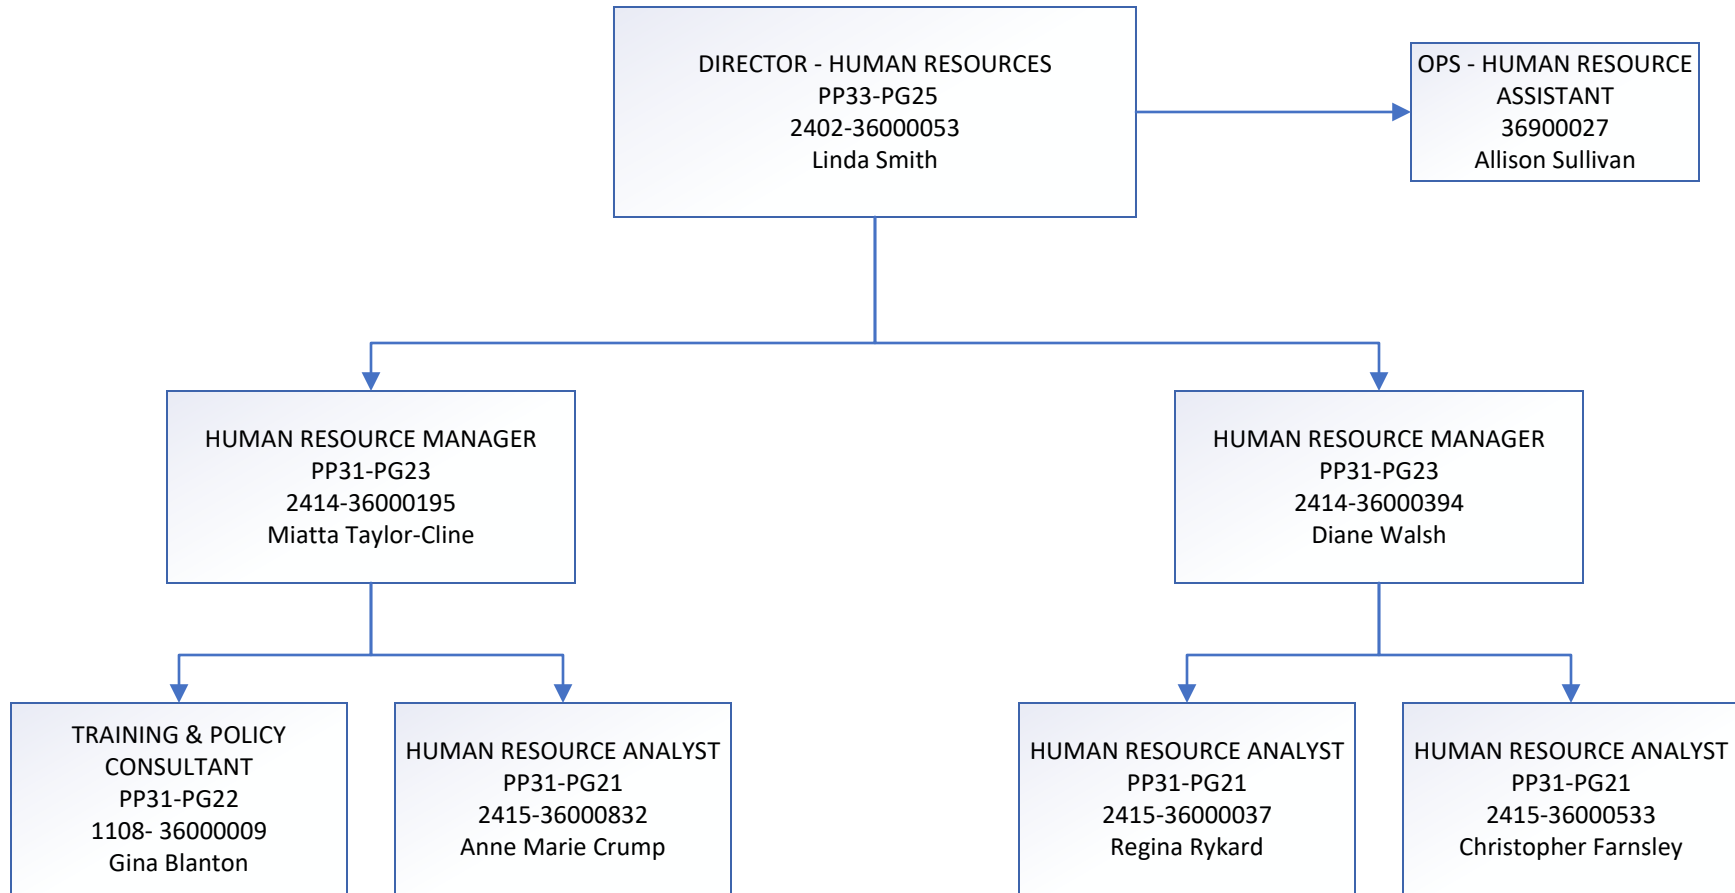 DIRECTOR - HUMAN RESOURCES
PP33-PG25
2402-36000053
Linda Smith
OPS - HUMAN RESOURCE
ASSISTANT
36900027
Allison Sullivan
HUMAN RESOURCE MANAGER
PP31-PG23
2414-36000195
Miatta Taylor-Cline
HUMAN RESOURCE MANAGER
PP31-PG23
2414-36000394
Diane Walsh
TRAINING & POLICY
CONSULTANT
PP31-PG22
1108- 36000009
Gina Blanton
HUMAN RESOURCE ANALYST
PP31-PG21
2415-36000832
Anne Marie Crump
HUMAN RESOURCE ANALYST
PP31-PG21
2415-36000037
Regina Rykard
HUMAN RESOURCE ANALYST
PP31-PG21
2415-36000533
Christopher Farnsley